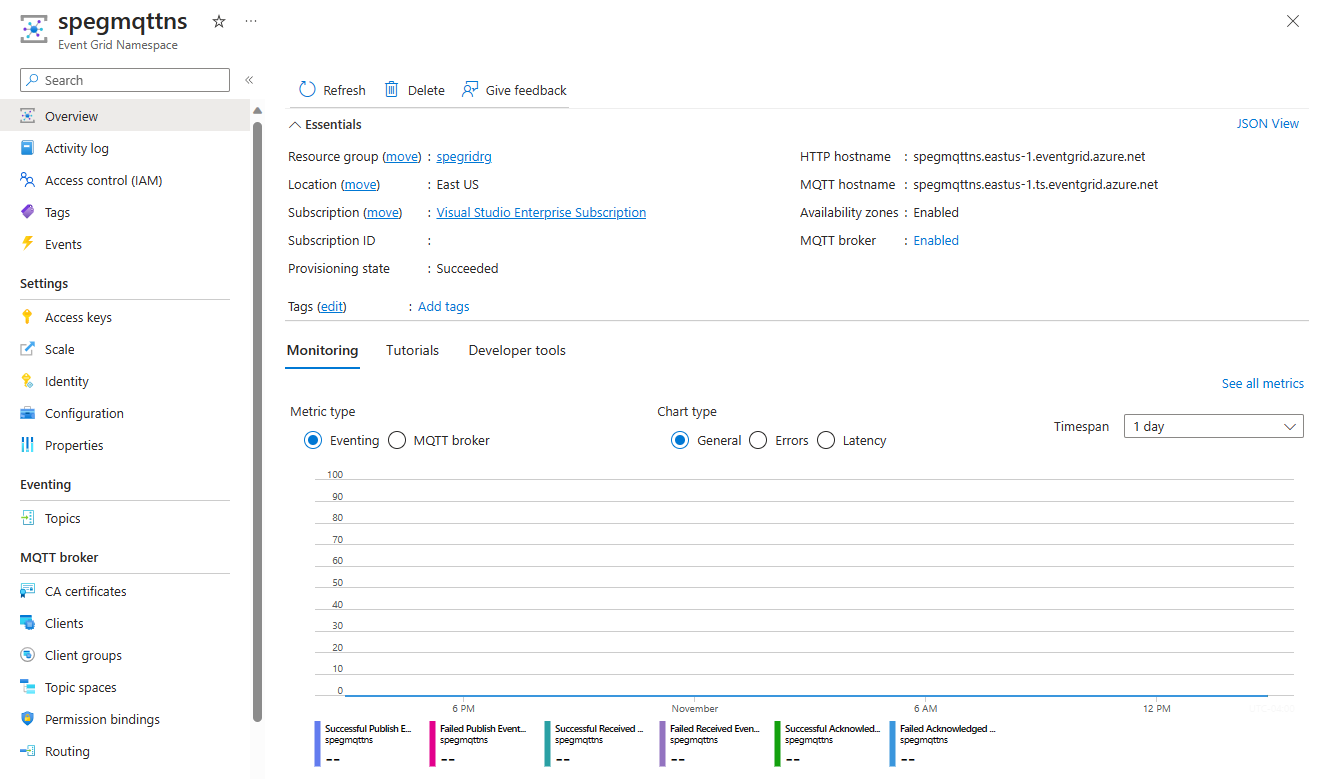 spegmqttns
Event Grid Namespace
Search
Overview
Activity log
Access control (IAM)
Tags
Events
Settings
Access keys
Scale
Identity
Configuration
Properties
Eventing
Topics
MQTT broker
CA certificates
Clients
Client groups
Topic spaces
Permission bindings
Routing
Refresh Delete Give feedback
Essentials JSON View
Resource group (move) : spegridrg
Location (move) : East US
Subscription (move) : Visual Studio Enterprise Subscription
Subscription ID :
Provisioning state : Succeeded
HTTP hostname : spegmqttns.eastus-1.eventgrid.azure.net
MQTT hostname : spegmqttns.eastus-1.ts.eventgrid.azure.net
Availability zones : Enabled
MQTT broker : Enabled
Tags (edit) : Add tags
Monitoring Tutorials Developer tools
See all metrics
Metric type
Eventing MQTT broker
Chart type
General Errors Latency
Timespan 1 day
100
90
80
70
60
50
40
30
20
10
0
6 PM November 6 AM 12 PM
Successful Publish E...
spegmqttns
--
Failed Publish Event...
spegmqttns
--
Successful Received ...
spegmqttns
--
Failed Received Even...
spegmqttns
--
Successful Acknowled...
spegmqttns
--
Failed Acknowledged ...
spegmqttns
--